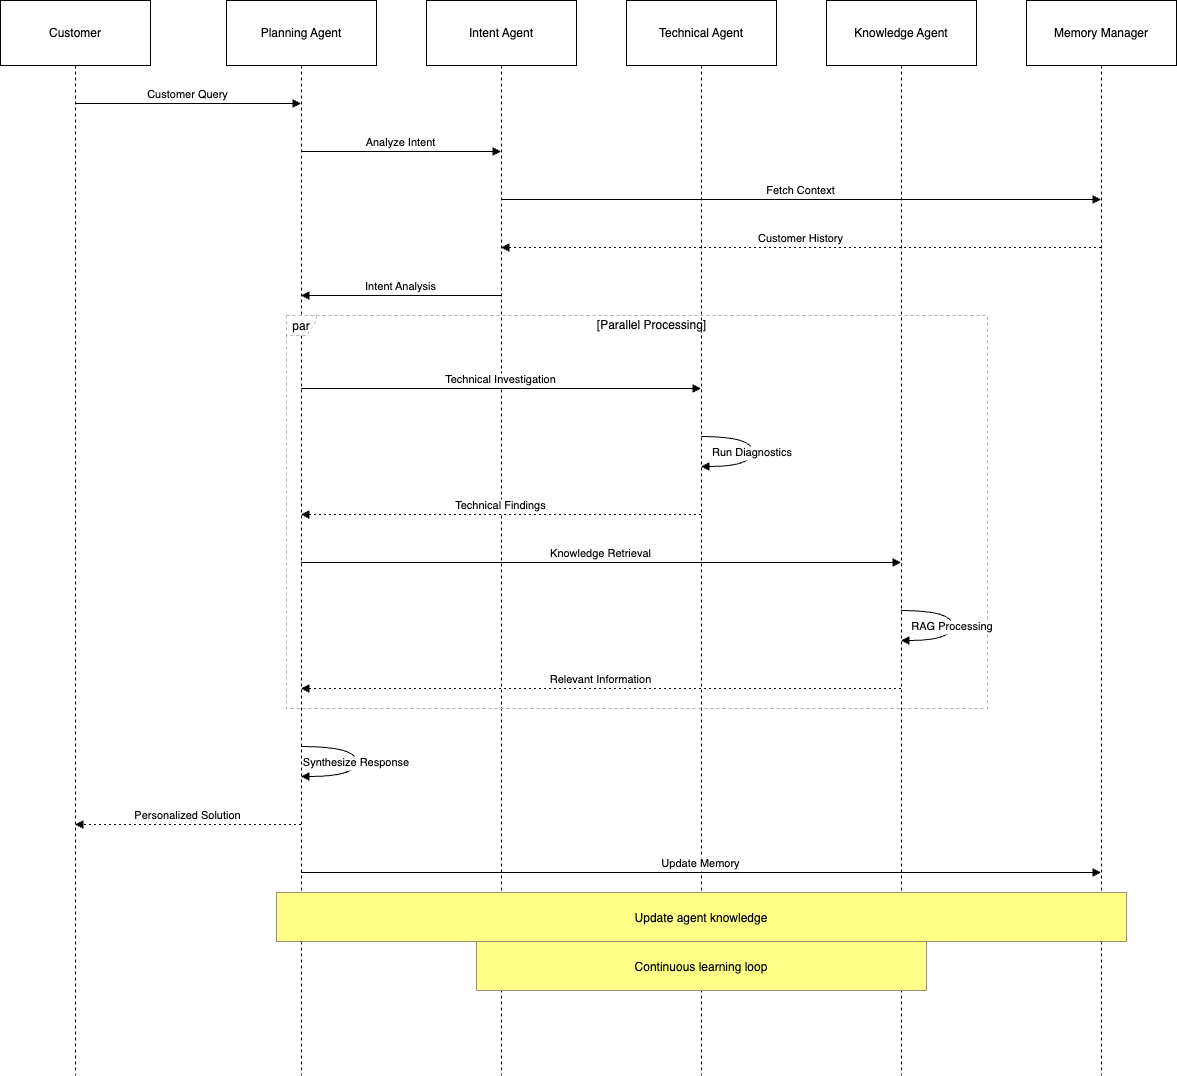 Customer
Planning Agent
Intent Agent
Technical Agent
Knowledge Agent
Memory Manager
Customer Query
Analyze Intent
Fetch Context
Customer History
Intent Analysis
par
[Parallel Processing]
Technical Investigation
Run Diagnostics
Technical Findings
Knowledge Retrieval
RAG Processing
Relevant Information
Synthesize Response
Personalized Solution
Update Memory
Update agent knowledge
Continuous learning loop